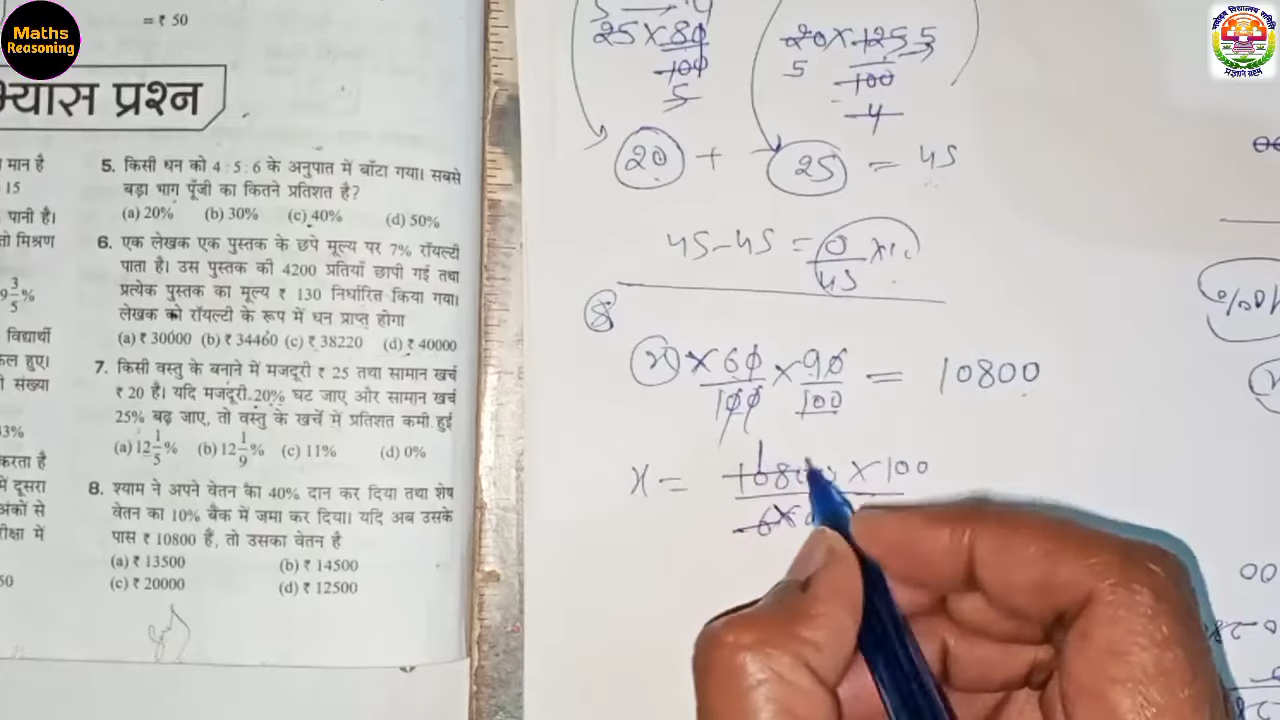 Maths
Reasoning
= ₹ 50
भ्यास प्रश्न
मान है
15
पानी है।
तो मिश्रण
9 3/5 %
विद्यार्थी
फल हुए।
ी संख्या
3%
करता है
में दूसरा
अंकों से
रीक्षा में
50
5. किसी धन को 4 : 5 : 6 के अनुपात में बाँटा गया। सबसे
बड़ा भाग पूँजी का कितने प्रतिशत है?
(a) 20% (b) 30% (c) 40% (d) 50%
6. एक लेखक एक पुस्तक के छपे मूल्य पर 7% रॉयल्टी
पाता है। उस पुस्तक की 4200 प्रतियाँ छापी गईं तथा
प्रत्येक पुस्तक का मूल्य ₹ 130 निर्धारित किया गया।
लेखक को रॉयल्टी के रूप में धन प्राप्त होगा
(a) ₹ 30000 (b) ₹ 34460 (c) ₹ 38220 (d) ₹ 40000
7. किसी वस्तु के बनाने में मजदूरी ₹ 25 तथा सामान खर्च
₹ 20 है। यदि मजदूरी 20% घट जाए और सामान खर्च
25% बढ़ जाए, तो वस्तु के खर्चे में प्रतिशत कमी हुई
(a) 12 1/5 % (b) 12 1/9 % (c) 11% (d) 0%
8. श्याम ने अपने वेतन का 40% दान कर दिया तथा शेष
वेतन का 10% बैंक में जमा कर दिया। यदि अब उसके
पास ₹ 10800 हैं, तो उसका वेतन है
(a) ₹ 13500 (b) ₹ 14500
(c) ₹ 20000 (d) ₹ 12500
25 × 80/100
5
20 × 125/100
5 5
4
20 + 25 = 45
45 - 45 = 0/45 × 10
8
x × 60/100 × 90/100 = 10800
x = 10800 × 100
6 ×